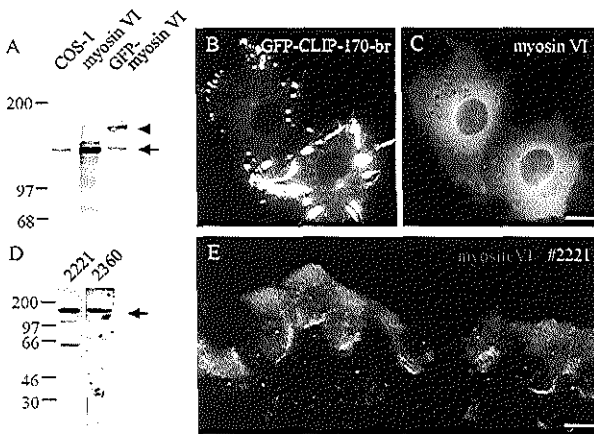 A
COS-1
myosin VI
GFP-
myosin VI
200
97
68
B
GFP-CLIP-170-br
C
myosin VI
D
2221
2360
200
97
66
46
30
E
myosin VI #2221